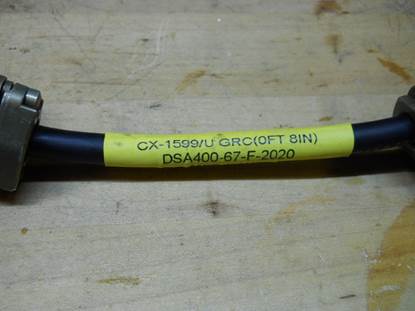 CX-1599/U GRC(0FT 8IN)
DSA400-67-F-2020